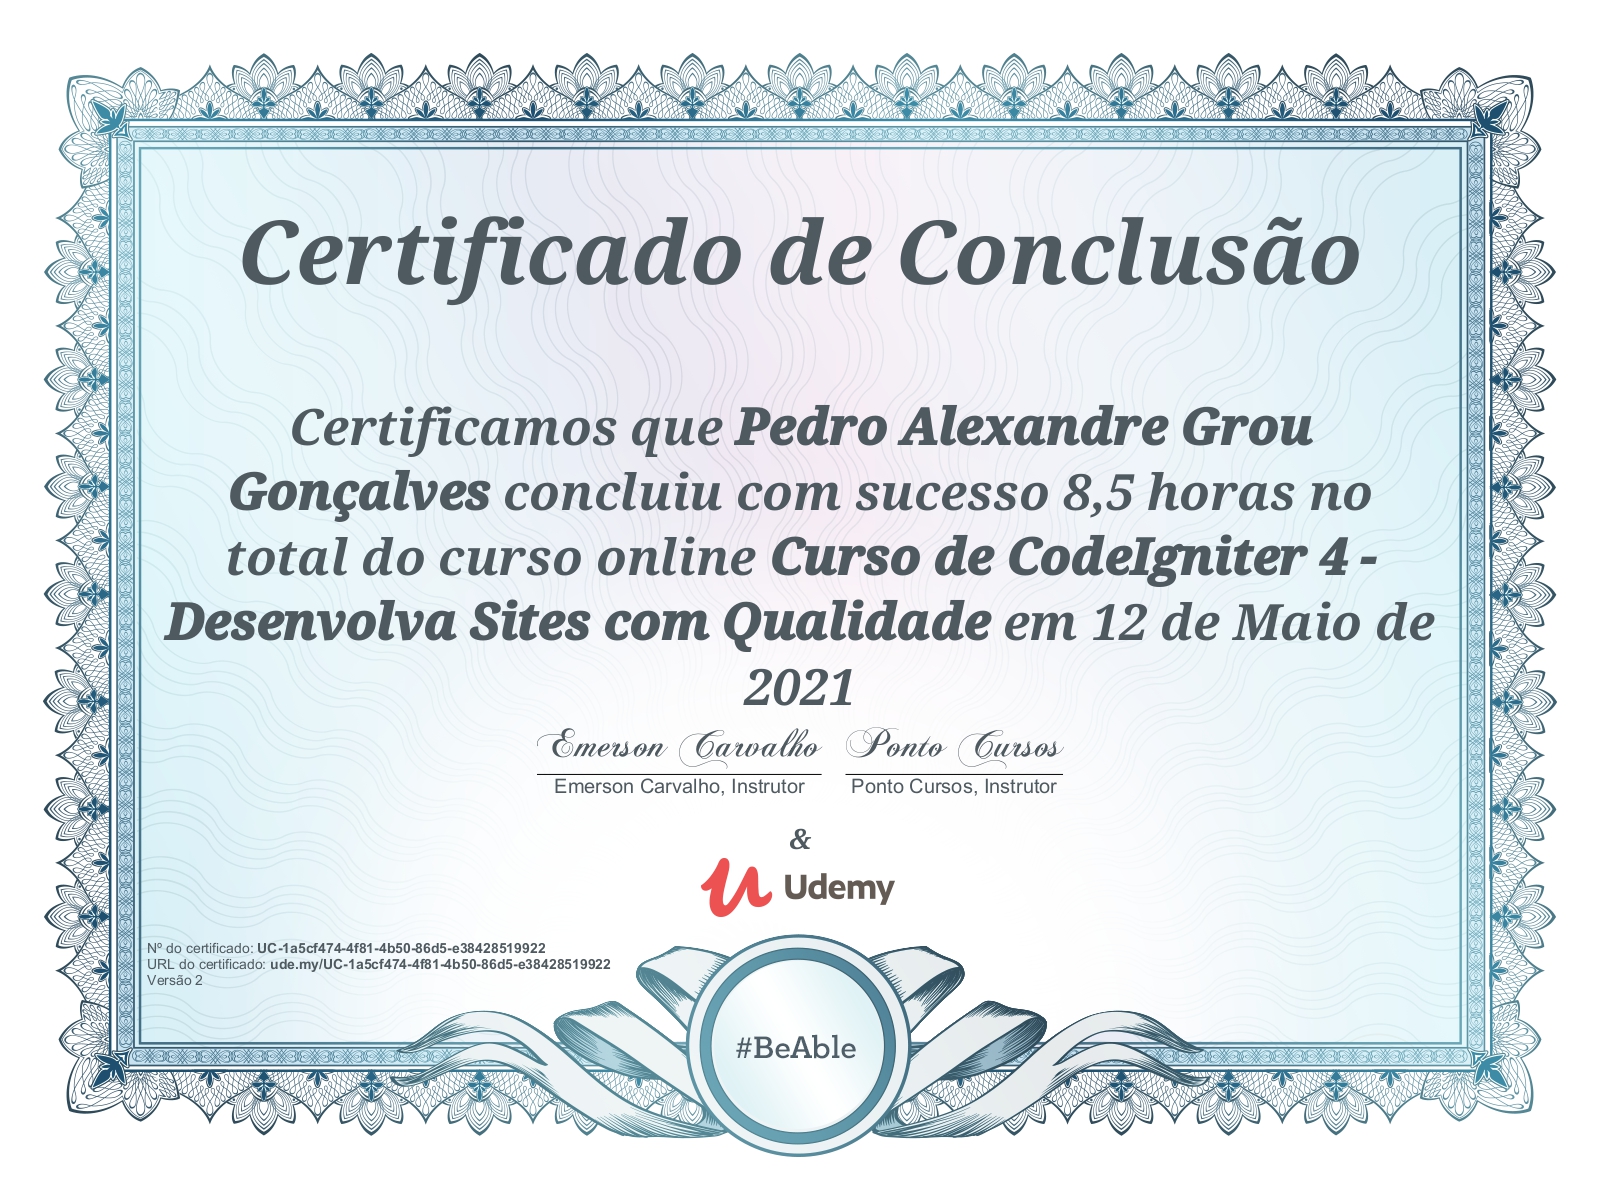 Certificado de Conclusão
Certificamos que Pedro Alexandre Grou
Gonçalves concluiu com sucesso 8,5 horas no
total do curso online Curso de CodeIgniter 4 -
Desenvolva Sites com Qualidade em 12 de Maio de
2021
Emerson Carvalho Ponto Cursos
Emerson Carvalho, Instrutor Ponto Cursos, Instrutor
&
Udemy
Nº do certificado: UC-1a5cf474-4f81-4b50-86d5-e38428519922
URL do certificado: ude.my/UC-1a5cf474-4f81-4b50-86d5-e38428519922
Versão 2
#BeAble